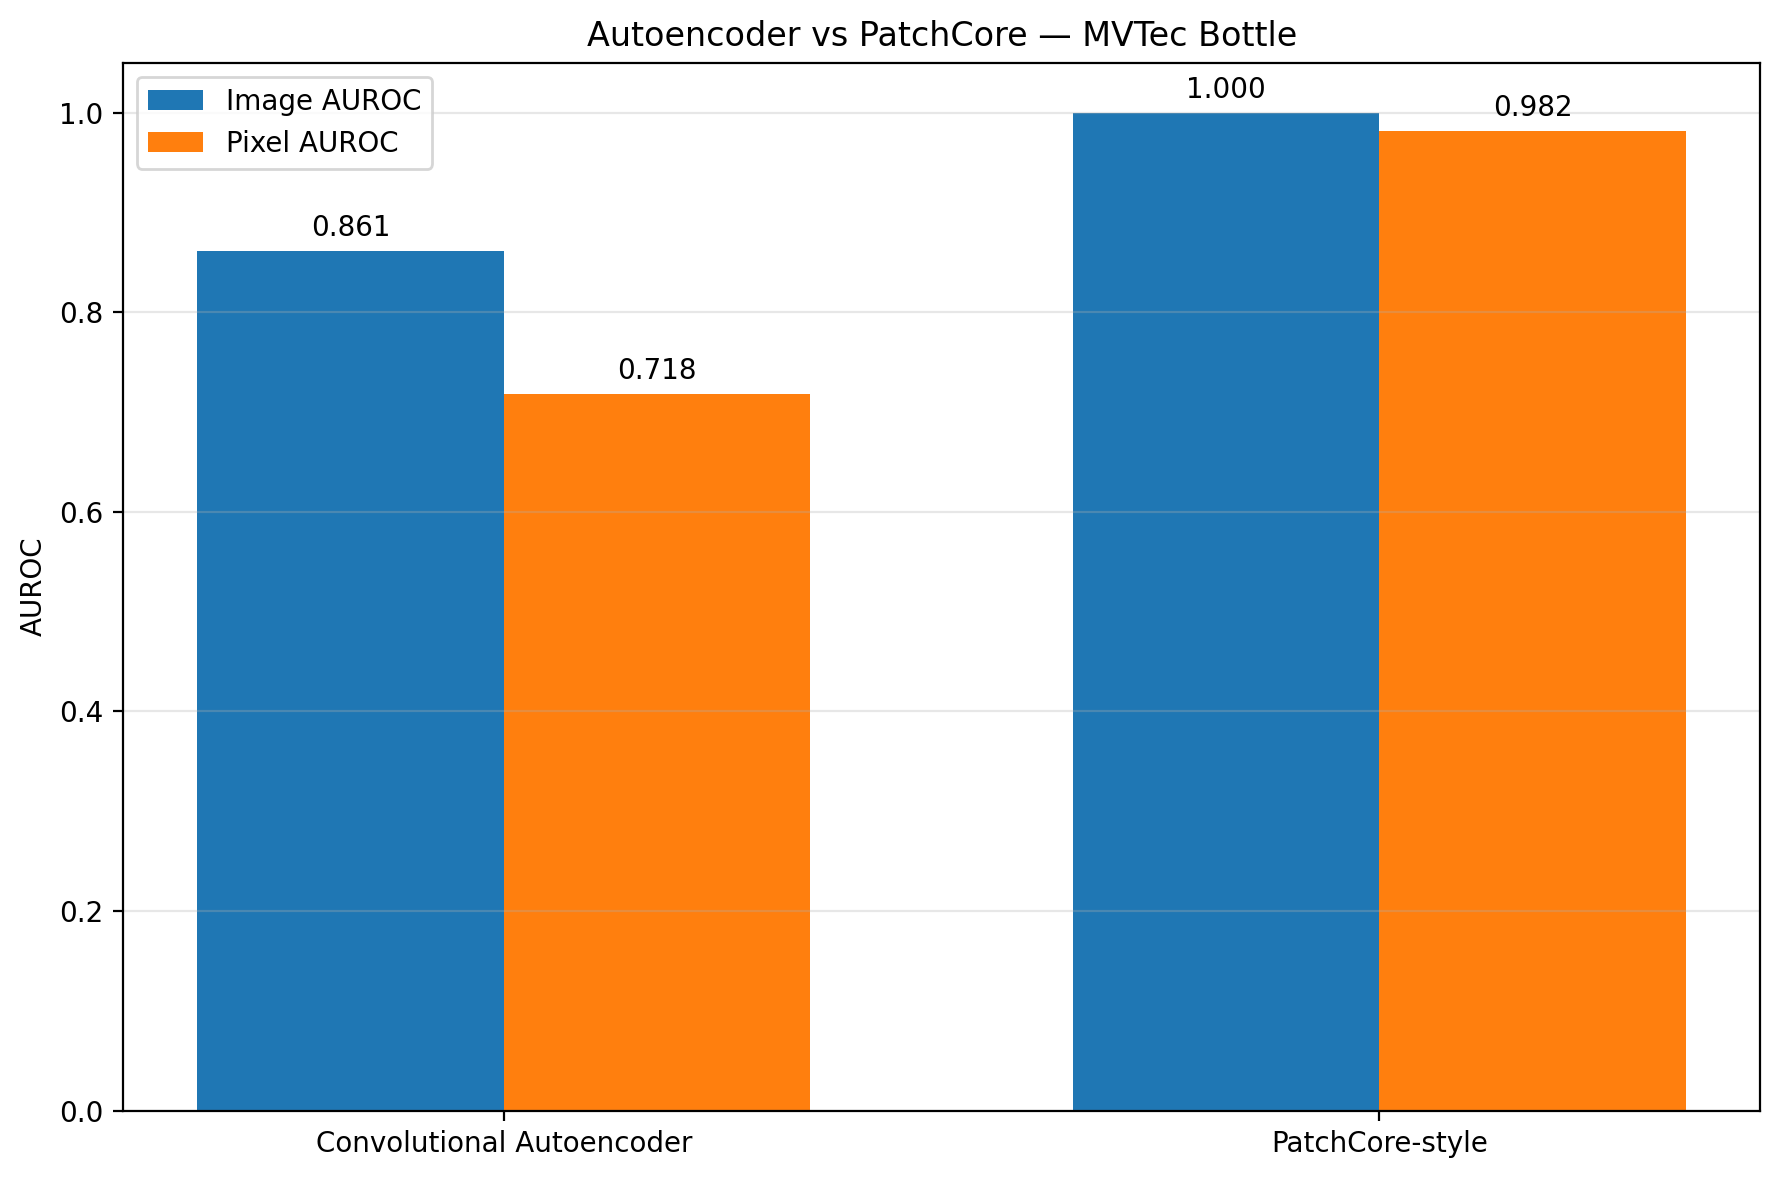 Autoencoder vs PatchCore — MVTec Bottle
Image AUROC
Pixel AUROC
1.000
0.982
0.861
0.718
AUROC
1.0
0.8
0.6
0.4
0.2
0.0
Convolutional Autoencoder
PatchCore-style